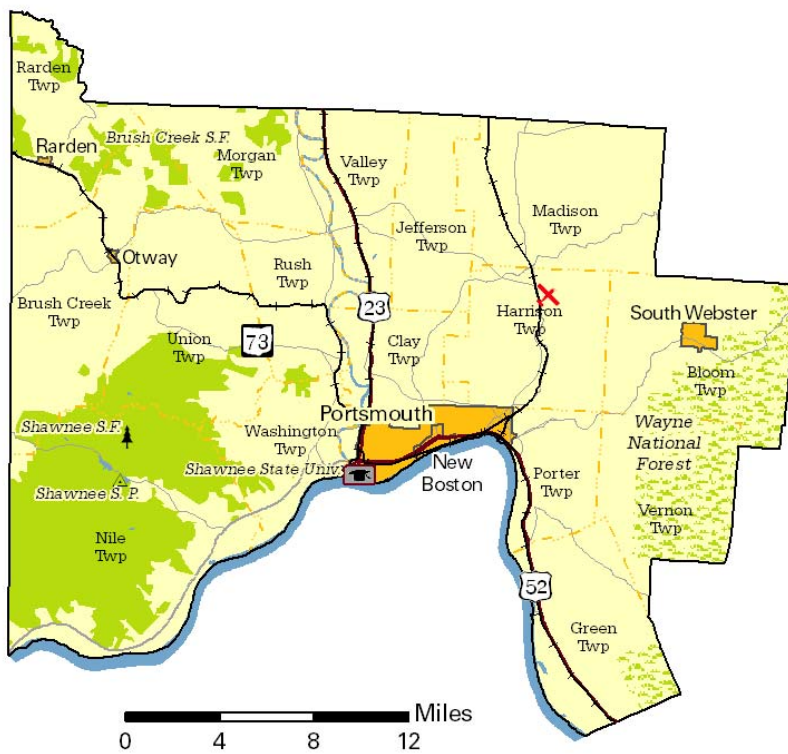 Rarden
Twp
Rarden
Brush Creek S.F.
Morgan
Twp
Valley
Twp
Jefferson
Twp
Madison
Twp
Otway
Rush
Twp
Brush Creek
Twp
23
Harrison
Twp
South Webster
Union
Twp
73
Clay
Twp
Bloom
Twp
Portsmouth
Shawnee S.F.
Washington
Twp
Wayne
National
Forest
Shawnee State Univ.
New
Boston
Porter
Twp
Shawnee S. P.
Vernon
Twp
Nile
Twp
52
Green
Twp
Miles
0 4 8 12